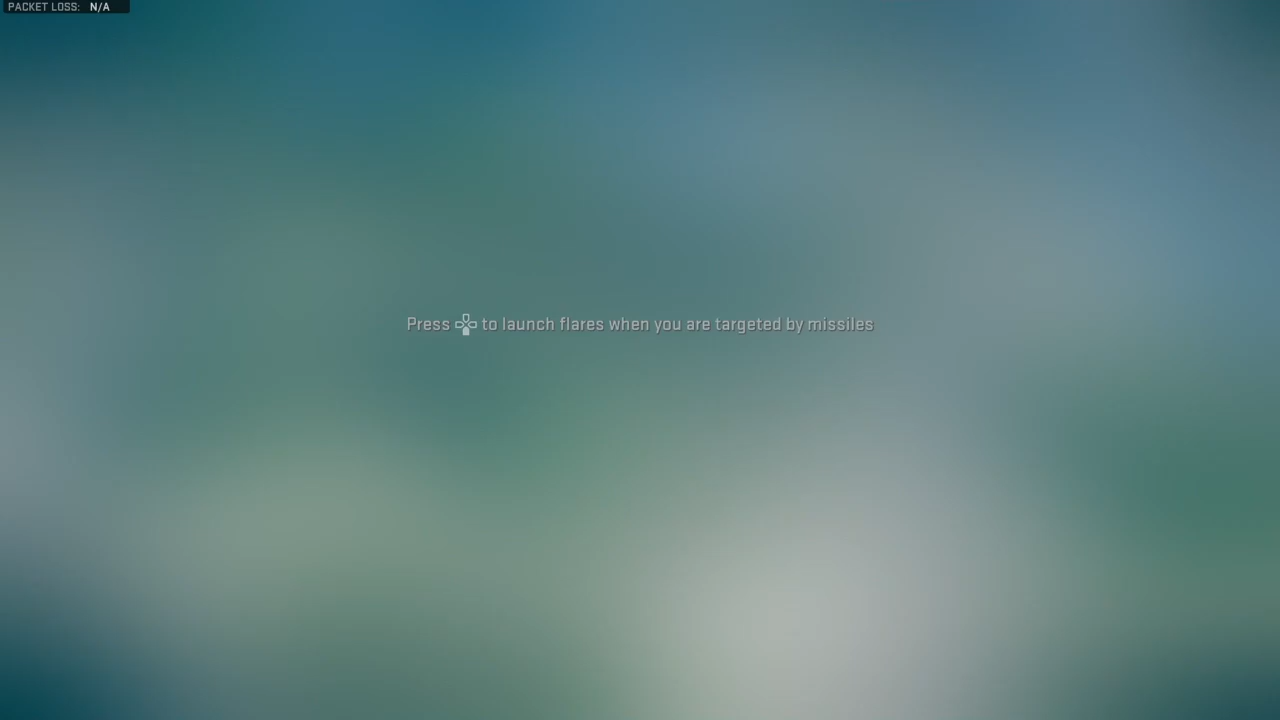 PACKET LOSS: N/A
Press to launch flares when you are targeted by missiles